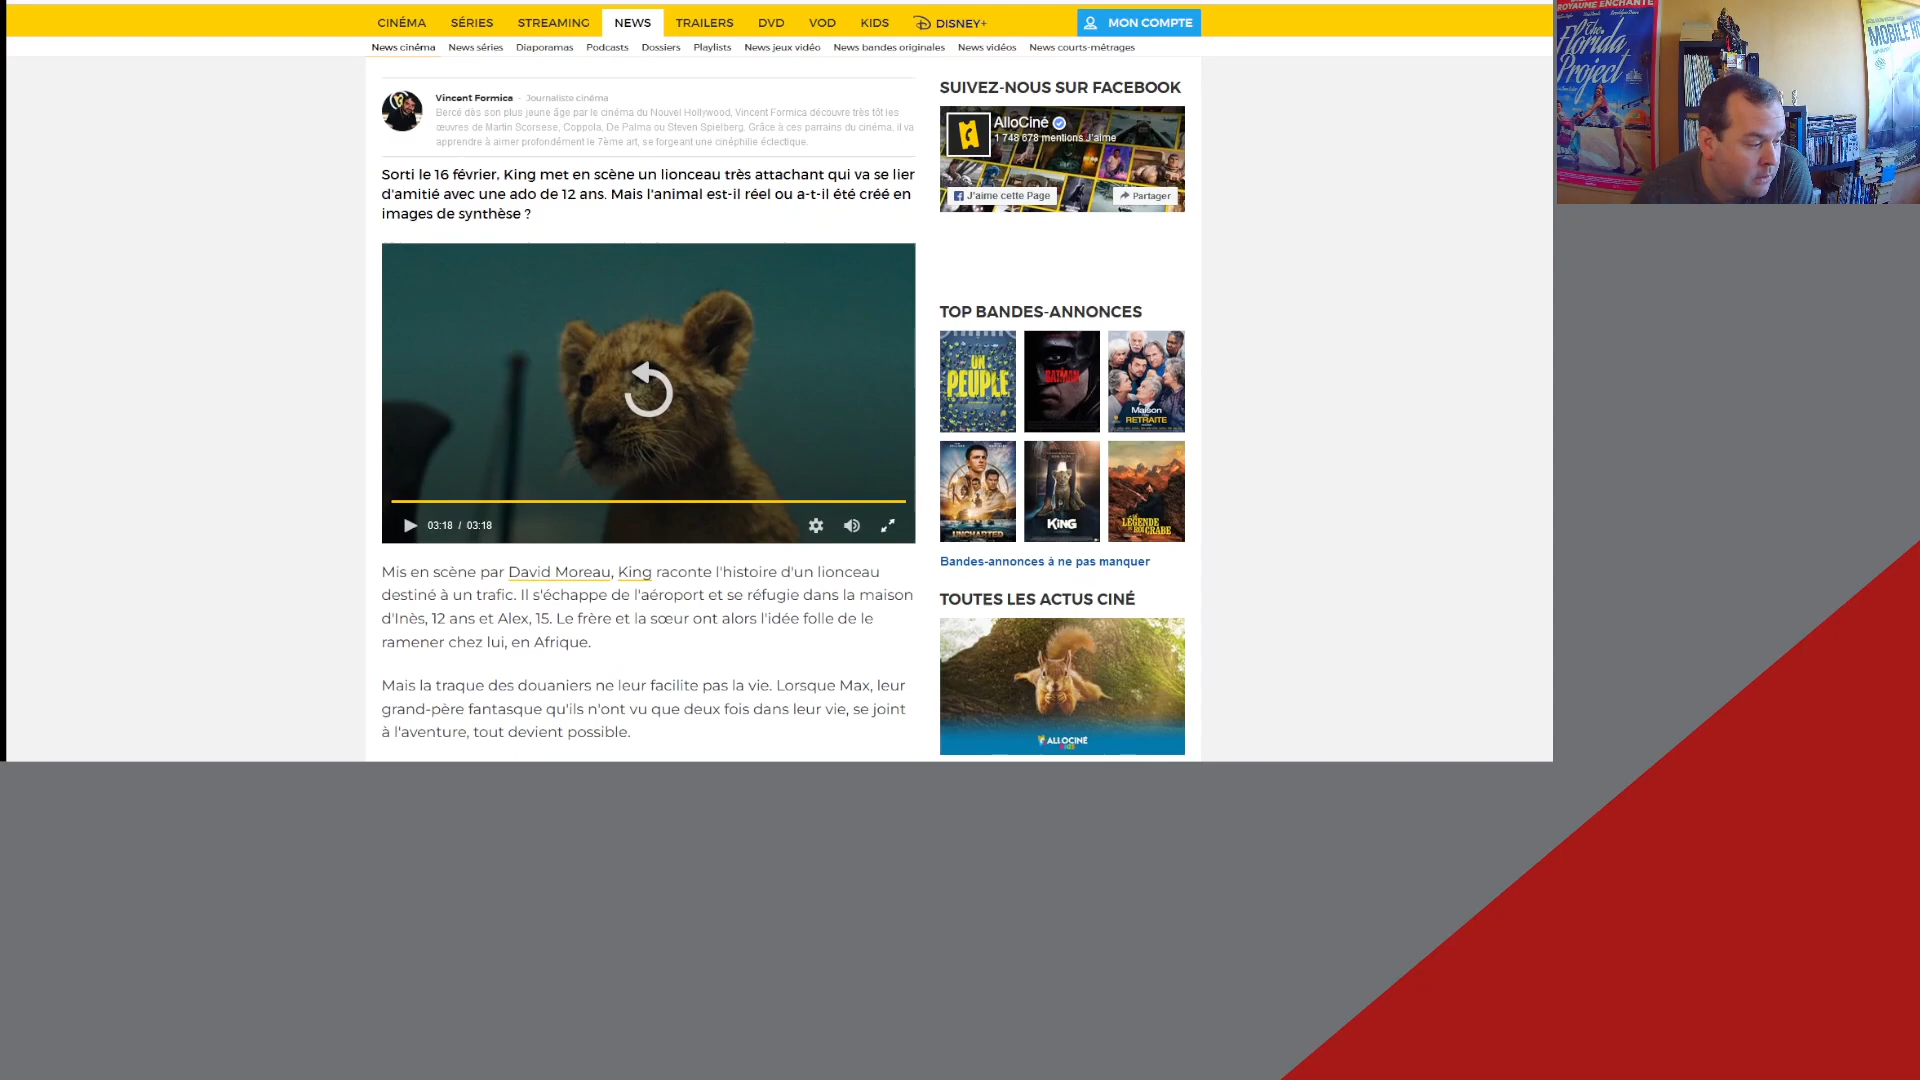 CINÉMA SÉRIES STREAMING NEWS TRAILERS DVD VOD KIDS DISNEY+ MON COMPTE
News cinéma News séries Diaporamas Podcasts Dossiers Playlists News jeux vidéo News bandes originales News vidéos News courts-métrages
Vincent Formica - Journaliste cinéma
Bercé dès son plus jeune âge par le cinéma du Nouvel Hollywood, Vincent Formica découvre très tôt les
œuvres de Martin Scorsese, Coppola, De Palma ou Steven Spielberg. Grâce à ces parrains du cinéma, il va
apprendre à aimer profondément le 7ème art, se forgeant une cinéphilie éclectique.
Sorti le 16 février, King met en scène un lionceau très attachant qui va se lier
d'amitié avec une ado de 12 ans. Mais l'animal est-il réel ou a-t-il été créé en
images de synthèse ?
03:18 / 03:18
Mis en scène par David Moreau, King raconte l'histoire d'un lionceau
destiné à un trafic. Il s'échappe de l'aéroport et se réfugie dans la maison
d'Inès, 12 ans et Alex, 15. Le frère et la sœur ont alors l'idée folle de le
ramener chez lui, en Afrique.
Mais la traque des douaniers ne leur facilite pas la vie. Lorsque Max, leur
grand-père fantasque qu'ils n'ont vu que deux fois dans leur vie, se joint
à l'aventure, tout devient possible.
SUIVEZ-NOUS SUR FACEBOOK
AlloCiné
1 748 678 mentions J'aime
J'aime cette Page
Partager
TOP BANDES-ANNONCES
UN
PEUPLE
BATMAN
Maison
RETRAITE
UNCHARTED
KING
LA
LÉGENDE
DU ROI CRABE
Bandes-annonces à ne pas manquer
TOUTES LES ACTUS CINÉ
ALLOCINÉ
KIDS
ROYAUME ENCHANTÉ
The
Florida
Project
MOBILE